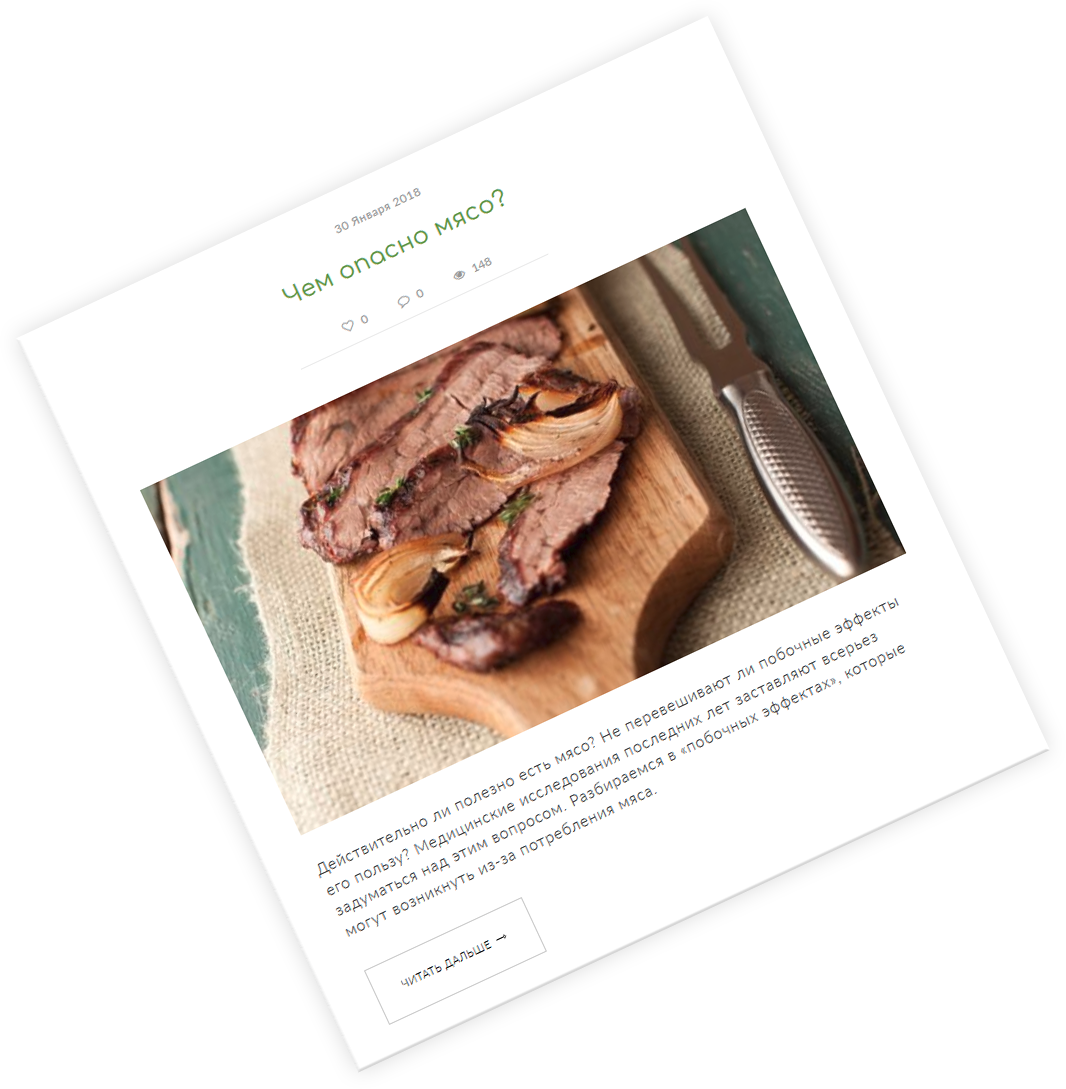 30 Января 2018
Чем опасно мясо?
0 0 148
Действительно ли полезно есть мясо? Не перевешивают ли побочные эффекты
его пользу? Медицинские исследования последних лет заставляют всерьез
задуматься над этим вопросом. Разбираемся в «побочных эффектах», которые
могут возникнуть из-за потребления мяса.
ЧИТАТЬ ДАЛЬШЕ →